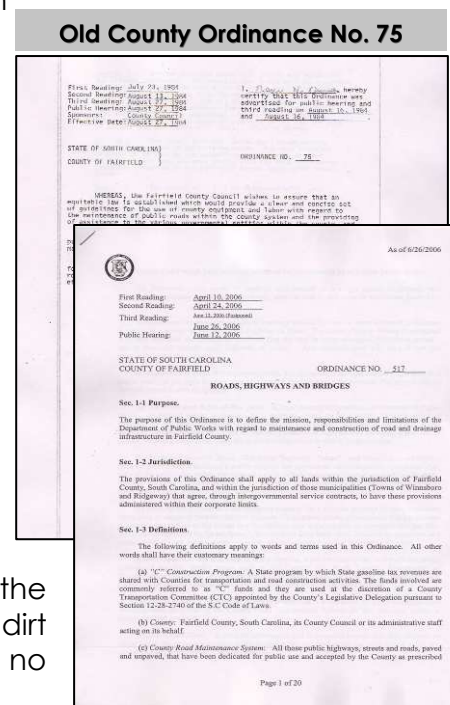 Old County Ordinance No. 75
First Reading: July 23, 1984
Second Reading: August 13, 1984
Third Reading: August 27, 1984
Public Hearing: August 27, 1984
Sponsors: County Council
Effective Date: August 27, 1984
I, hereby
certify that this Ordinance was
advertised for public hearing and
third reading on August 16, 1984
and August 16, 1984
STATE OF SOUTH CAROLINA)
COUNTY OF FAIRFIELD )
ORDINANCE NO. 75
WHEREAS, the Fairfield County Council wishes to assure that an
equitable law is established which would provide a clear and concise set
of guidelines for the use of county equipment and labor with regard to
the maintenance of public roads within the county system and the providing
of assistance to the various governmental entities within the county and
As of 6/26/2006
First Reading: April 10, 2006
Second Reading: April 24, 2006
Third Reading: June 12, 2006 (Postponed)
June 26, 2006
Public Hearing: June 12, 2006
STATE OF SOUTH CAROLINA
COUNTY OF FAIRFIELD ORDINANCE NO. 517
ROADS, HIGHWAYS AND BRIDGES
Sec. 1-1 Purpose.
The purpose of this Ordinance is to define the mission, responsibilities and limitations of the
Department of Public Works with regard to maintenance and construction of road and drainage
infrastructure in Fairfield County.
Sec. 1-2 Jurisdiction.
The provisions of this Ordinance shall apply to all lands within the jurisdiction of Fairfield
County, South Carolina, and within the jurisdiction of those municipalities (Towns of Winnsboro
and Ridgeway) that agree, through intergovernmental service contracts, to have these provisions
administered within their corporate limits.
Sec. 1-3 Definitions.
The following definitions apply to words and terms used in this Ordinance. All other
words shall have their customary meanings:
(a) "C" Construction Program: A State program by which State gasoline tax revenues are
shared with Counties for transportation and road construction activities. The funds involved are
commonly referred to as "C" funds and they are used at the discretion of a County
Transportation Committee (CTC) appointed by the County's Legislative Delegation pursuant to
Section 12-28-2740 of the S.C Code of Laws.
(b) County: Fairfield County, South Carolina, its County Council or its administrative staff
acting on its behalf.
(c) County Road Maintenance System: All those public highways, streets and roads, paved
and unpaved, that have been dedicated for public use and accepted by the County as prescribed
Page 1 of 20
the
dirt
no